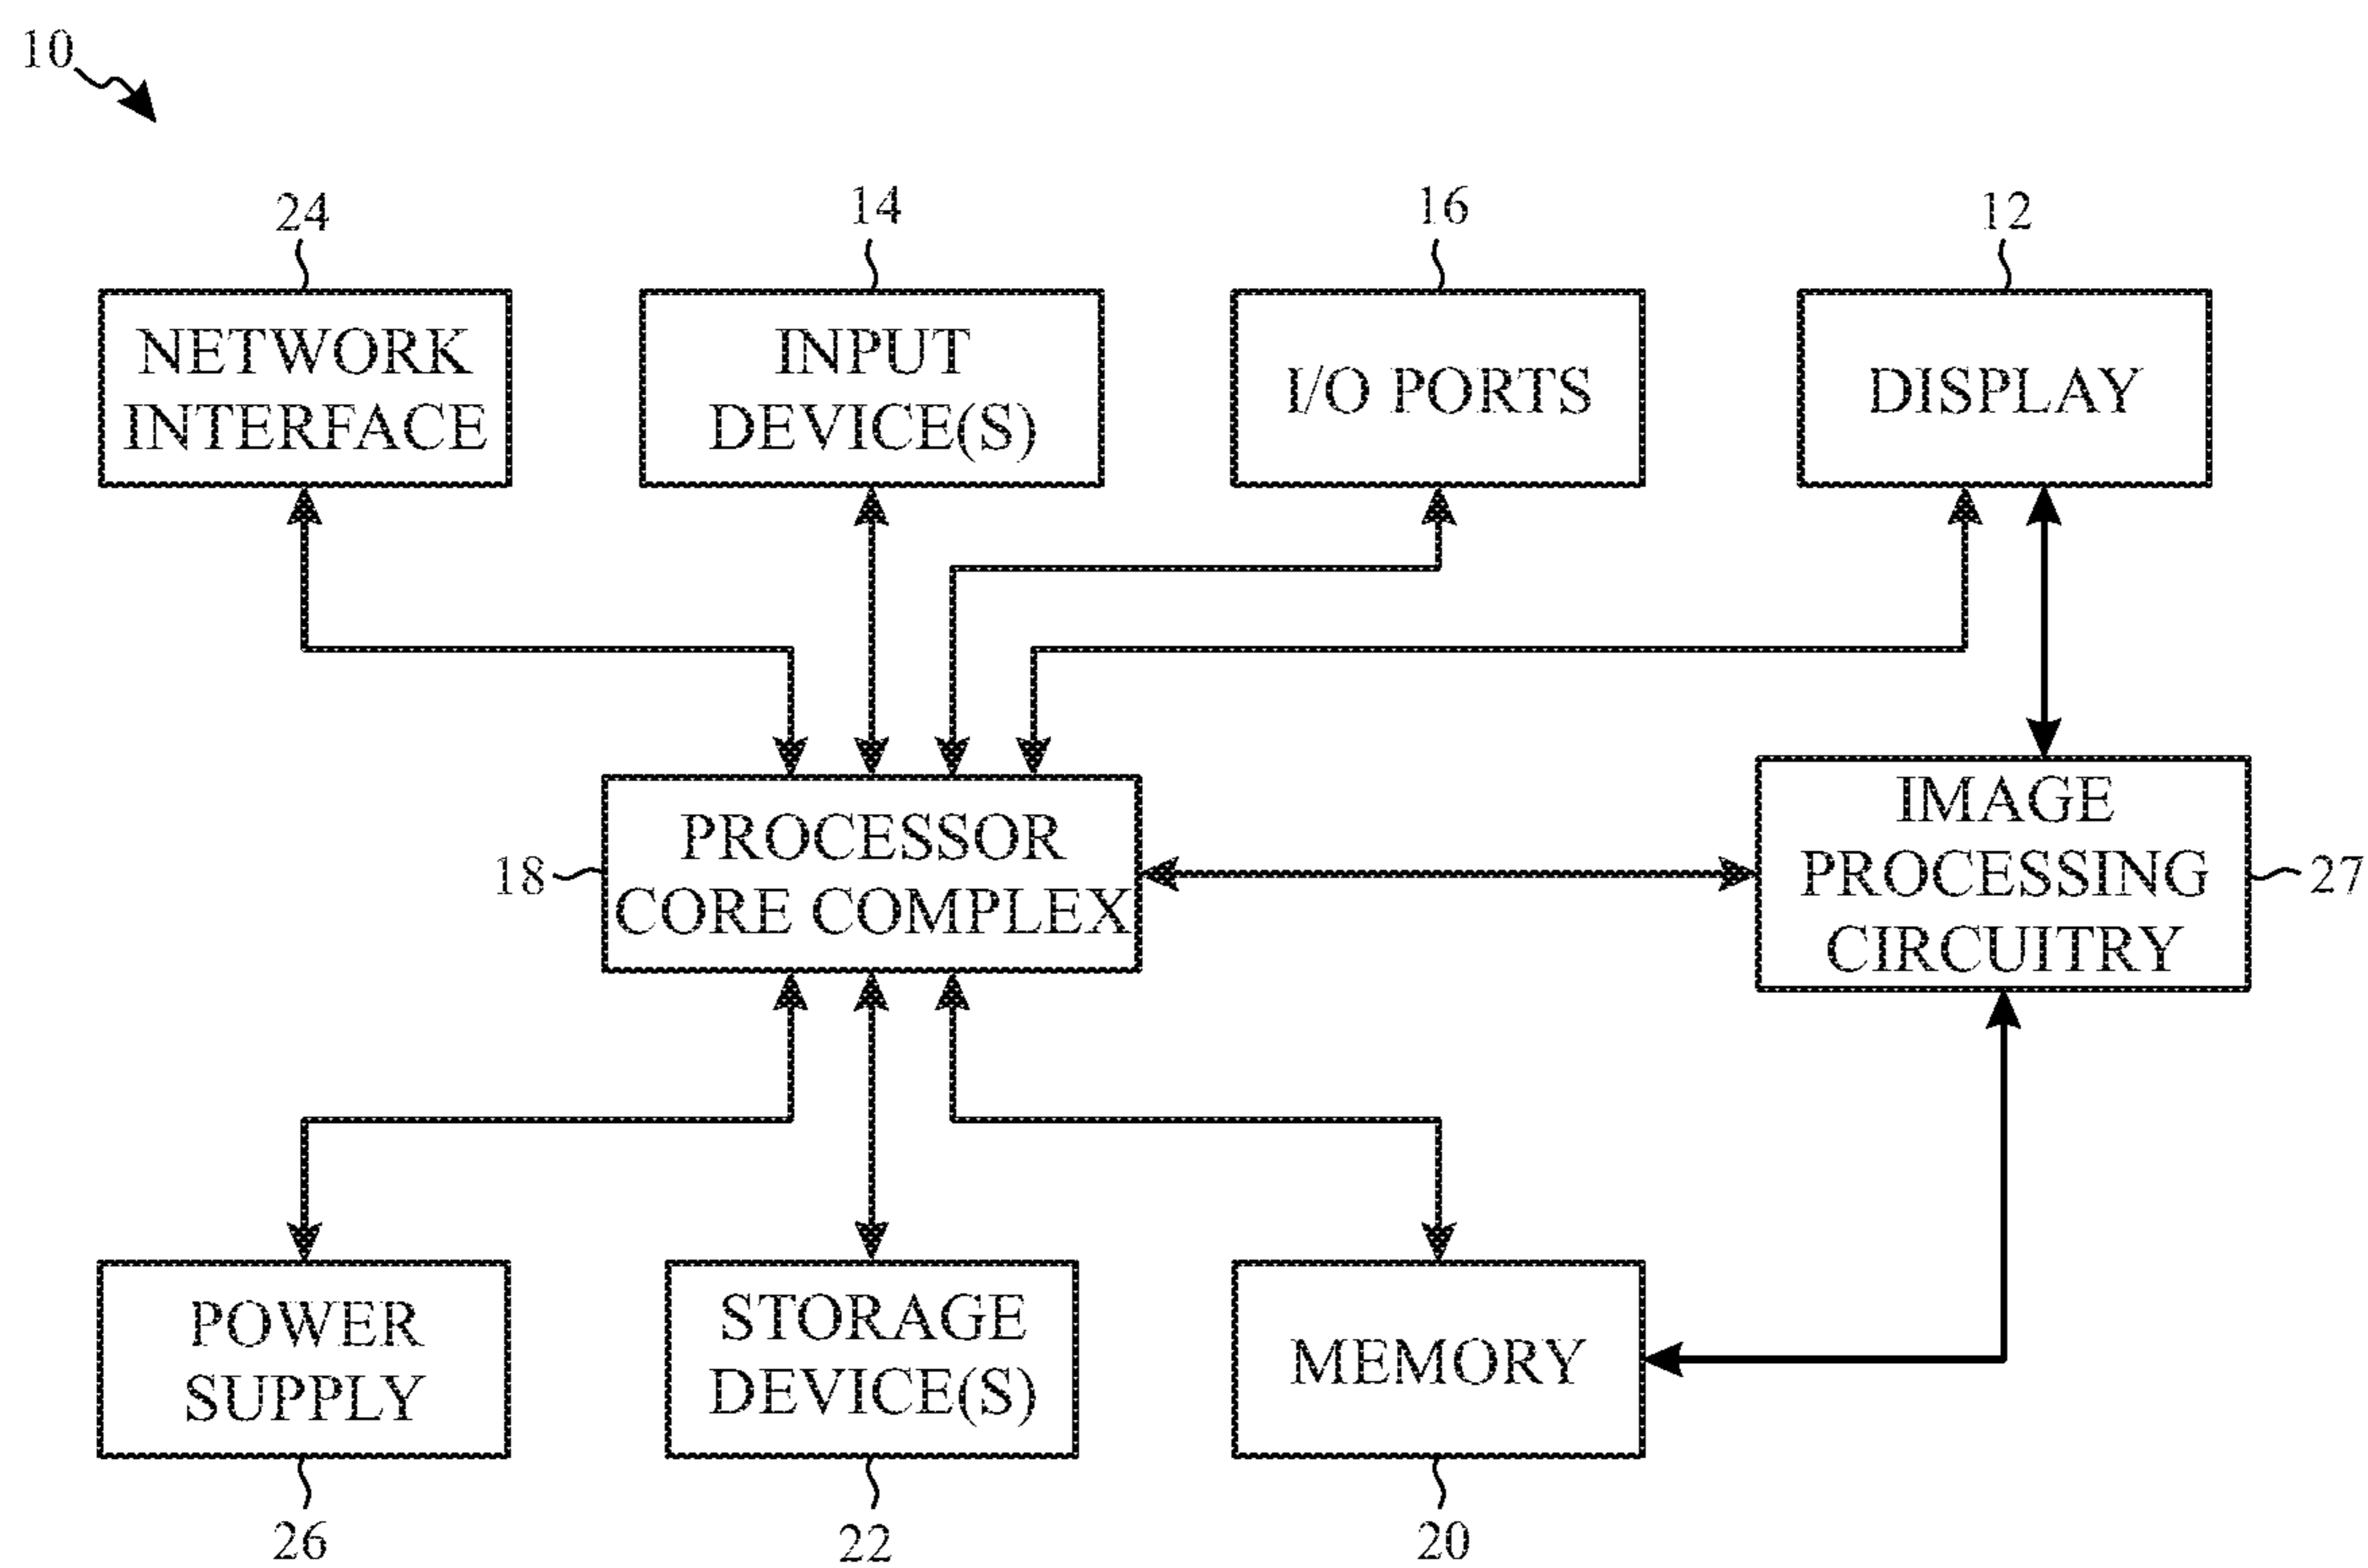 10
24
14
16
12
NETWORK
INTERFACE
INPUT
DEVICE(S)
I/O PORTS
DISPLAY
18
PROCESSOR
CORE COMPLEX
IMAGE
PROCESSING
CIRCUITRY
27
POWER
SUPPLY
STORAGE
DEVICE(S)
MEMORY
26
22
20